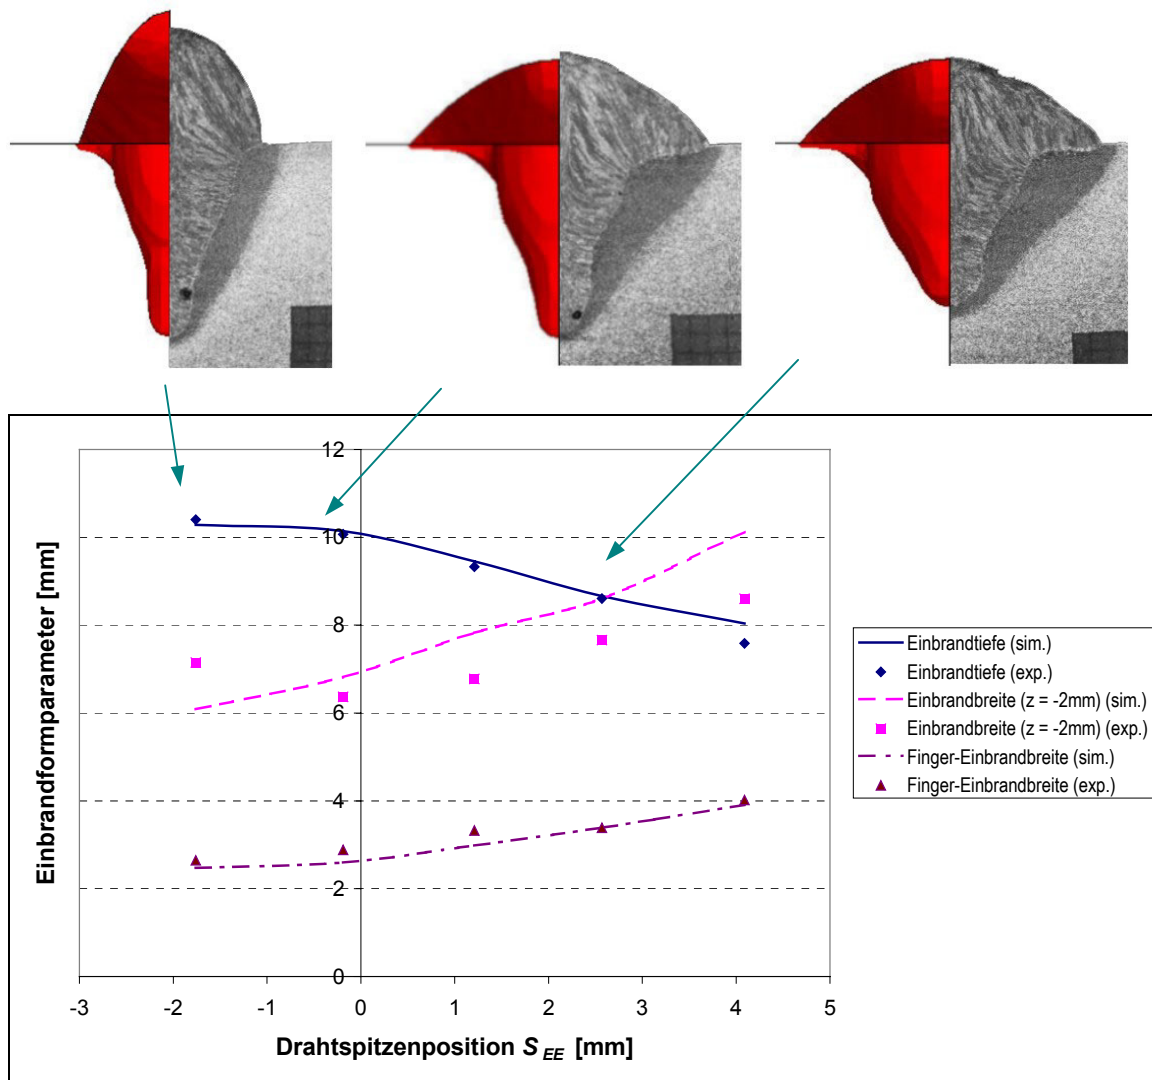 12
10
8
6
4
2
0
-3 -2 -1 0 1 2 3 4 5
Einbrandformparameter [mm]
Drahtspitzenposition S EE [mm]
Einbrandtiefe (sim.)
Einbrandtiefe (exp.)
Einbrandbreite (z = -2mm) (sim.)
Einbrandbreite (z = -2mm) (exp.)
Finger-Einbrandbreite (sim.)
Finger-Einbrandbreite (exp.)